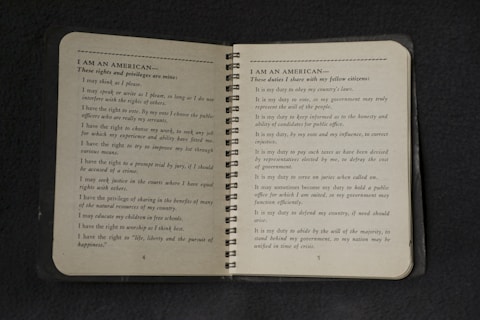 I AM AN AMERICAN—
These rights and privileges are mine:
I may think as I please.
I may speak or write as I please, so long as I do not
interfere with the rights of others.
I have the right to vote. By my vote I choose the public
officers who are really my servants.
I have the right to choose my work, to seek any job
for which my experience and ability have fitted me.
I have the right to try to improve my lot through
various means.
I have the right to a prompt trial by jury, if I should
be accused of a crime.
I may seek justice in the courts where I have equal
rights with others.
I have the privilege of sharing in the benefits of many
of the natural resources of my country.
I may educate my children in free schools.
I have the right to worship as I think best.
I have the right to "life, liberty and the pursuit of
happiness."
I AM AN AMERICAN—
These duties I share with my fellow citizens:
It is my duty to obey my country's laws.
It is my duty to vote, so my government may truly
represent the will of the people.
It is my duty to keep informed as to the honesty and
ability of candidates for public office.
It is my duty, by my vote and my influence, to correct
injustice.
It is my duty to pay such taxes as have been devised
by representatives elected by me, to defray the cost
of government.
It is my duty to serve on juries when called on.
It may sometimes become my duty to hold a public
office for which I am suited, so my government may
function efficiently.
It is my duty to defend my country, if need should
arise.
It is my duty to abide by the will of the majority, to
stand behind my government, so my nation may be
unified in time of crisis.